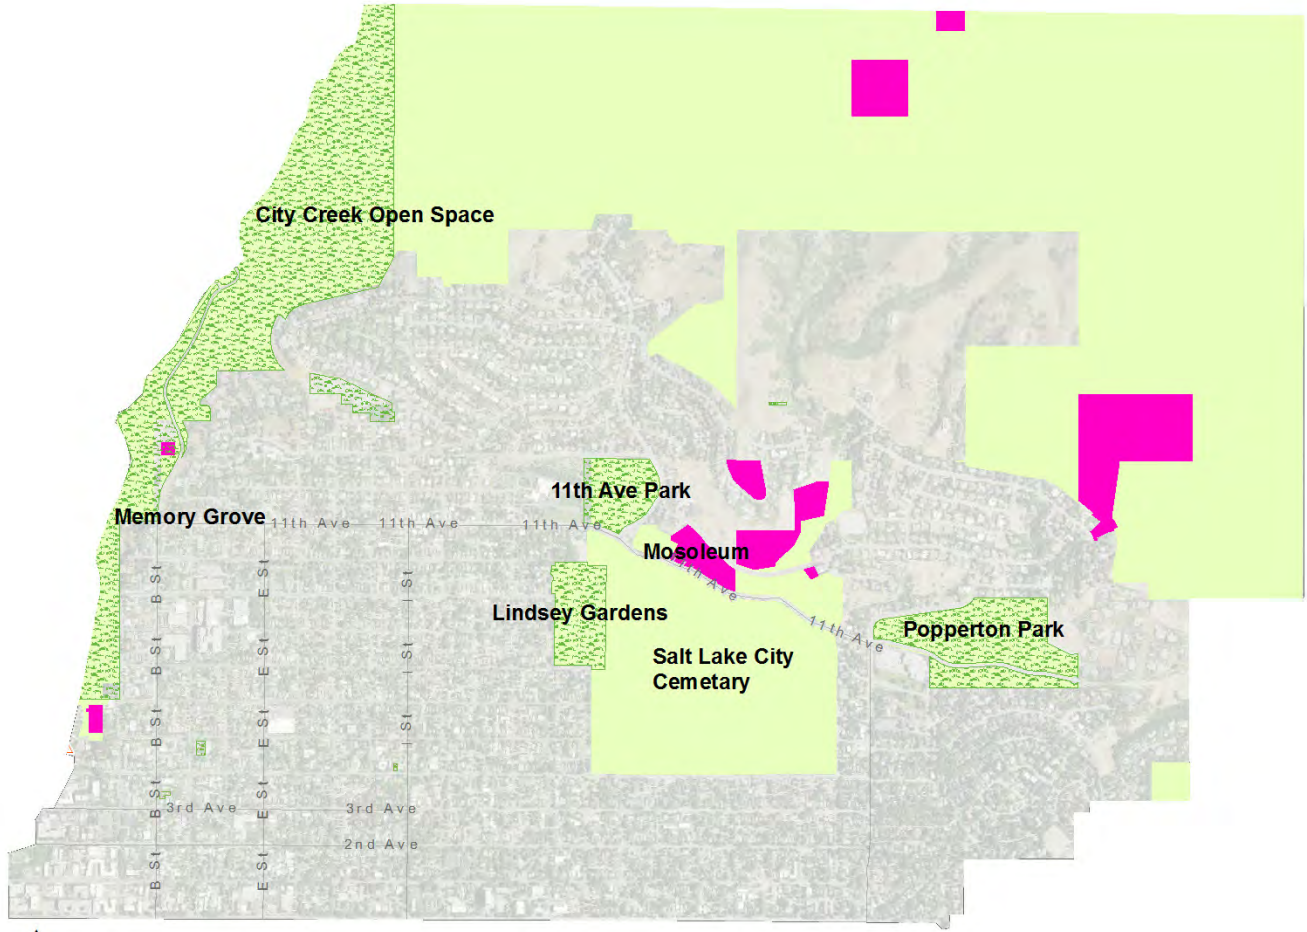 City Creek Open Space
11th Ave Park
Memory Grove
11th Ave
11th Ave
11th Ave
Mosoleum
11th Ave
B St
E St
St
Lindsey Gardens
11th Ave
Popperton Park
Salt Lake City
Cemetary
B St
E St
St
B St
E St
St
B St
E St
3rd Ave
3rd Ave
2nd Ave
B St
E St